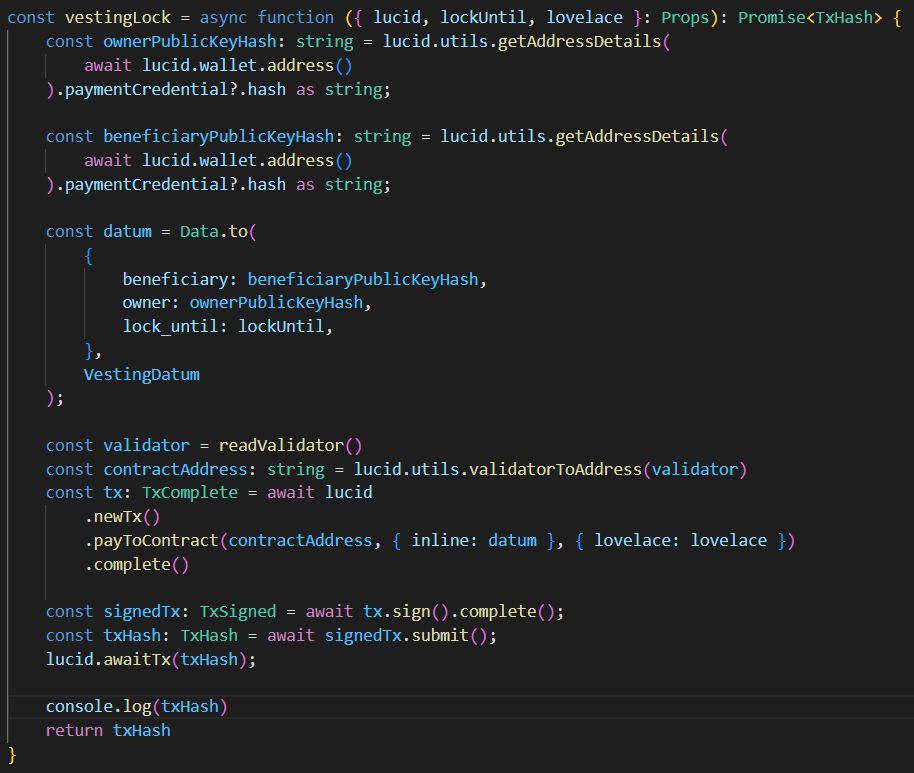 const vestingLock = async function ({ lucid, lockUntil, lovelace }: Props): Promise<TxHash> {
    const ownerPublicKeyHash: string = lucid.utils.getAddressDetails(
        await lucid.wallet.address()
    ).paymentCredential?.hash as string;

    const beneficiaryPublicKeyHash: string = lucid.utils.getAddressDetails(
        await lucid.wallet.address()
    ).paymentCredential?.hash as string;

    const datum = Data.to(
        {
            beneficiary: beneficiaryPublicKeyHash,
            owner: ownerPublicKeyHash,
            lock_until: lockUntil,
        },
        VestingDatum
    );

    const validator = readValidator()
    const contractAddress: string = lucid.utils.validatorToAddress(validator)
    const tx: TxComplete = await lucid
        .newTx()
        .payToContract(contractAddress, { inline: datum }, { lovelace: lovelace })
        .complete()

    const signedTx: TxSigned = await tx.sign().complete();
    const txHash: TxHash = await signedTx.submit();
    lucid.awaitTx(txHash);

    console.log(txHash)
    return txHash
}